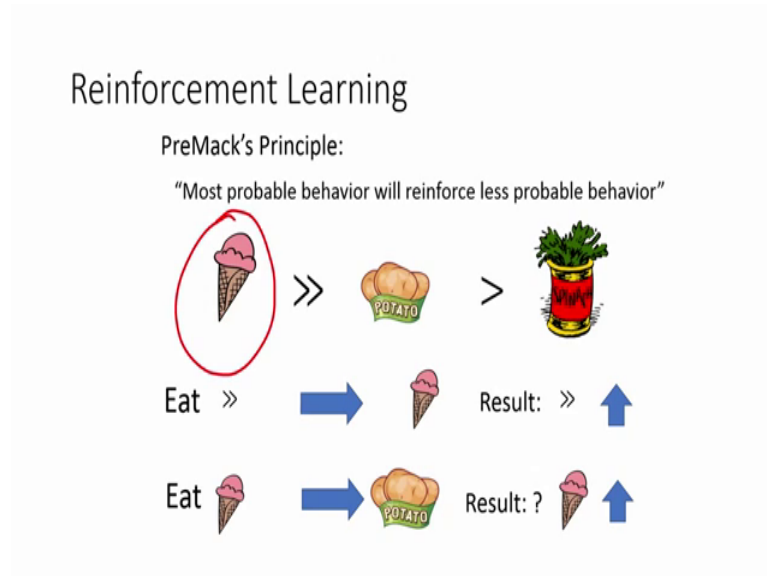 Reinforcement Learning
PreMack's Principle:
“Most probable behavior will reinforce less probable behavior”
>> POTATO >
Eat >> Result: >>
Eat POTATO Result: ?